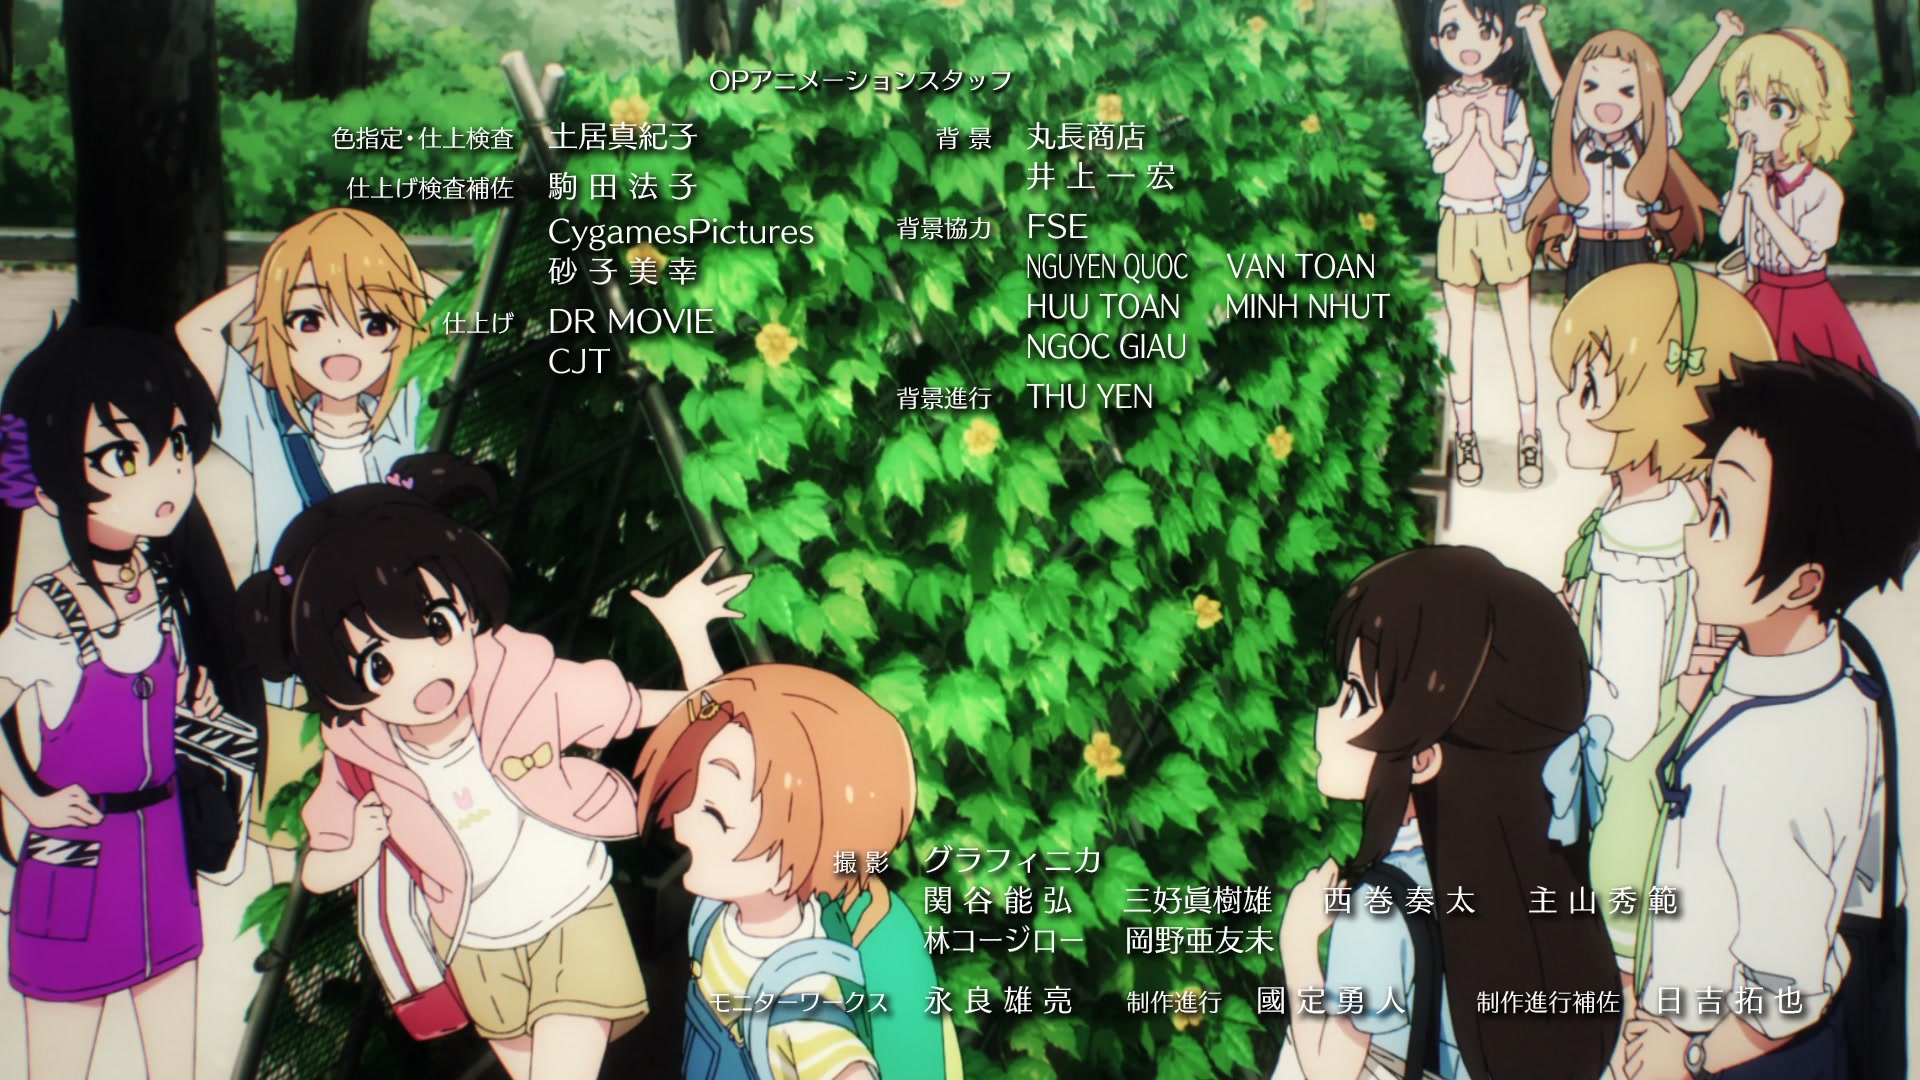 OPアニメーションスタッフ
色指定・仕上検査 土居真紀子
仕上げ検査補佐 駒田法子
CygamesPictures
砂子美幸
仕上げ DR MOVIE
CJT
背景 丸長商店
井上一宏
背景協力 FSE
NGUYEN QUOC VAN TOAN
HUU TOAN MINH NHUT
NGOC GIAU
背景進行 THU YEN
撮影 グラフィニカ
関谷能弘 三好眞樹雄 西巻奏太 主山秀範
林コージロー 岡野亜友未
モニターワークス 永良雄亮 制作進行 國定勇人 制作進行補佐 日吉拓也